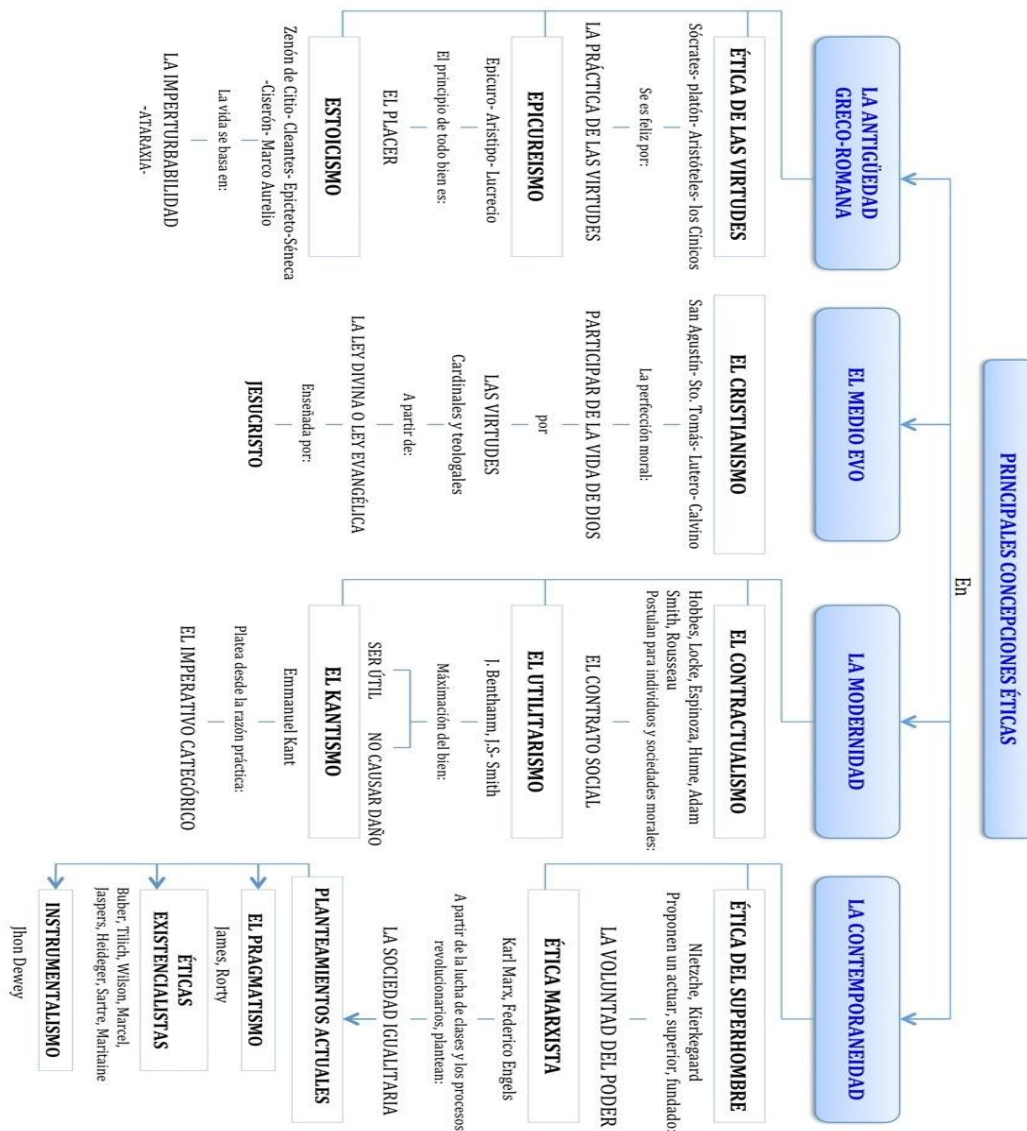 PRINCIPALES CONCEPCIONES ÉTICAS
En
LA ANTIGÜEDAD
GRECO-ROMANA
ÉTICA DE LAS VIRTUDES
Sócrates- platón- Aristóteles- los Cínicos
Se es feliz por:
LA PRÁCTICA DE LAS VIRTUDES
EPICUREISMO
Epicuro- Aristipo- Lucrecio
El principio de todo bien es:
EL PLACER
ESTOICISMO
Zenón de Citio- Cleantes- Epicteto-Séneca
-Ciserón- Marco Aurelio
La vida se basa en:
LA IMPERTURBABILIDAD
-ATARAXIA-
EL MEDIO EVO
EL CRISTIANISMO
San Agustín- Sto. Tomás- Lutero- Calvino
La perfección moral:
PARTICIPAR DE LA VIDA DE DIOS
por
LAS VIRTUDES
Cardinales y teologales
A partir de:
LA LEY DIVINA O LEY EVANGÉLICA
Enseñada por:
JESUCRISTO
LA MODERNIDAD
EL CONTRACTUALISMO
Hobbes, Locke, Espinoza, Hume, Adam
Smith, Rousseau
Postulan para individuos y sociedades morales:
EL CONTRATO SOCIAL
EL UTILITARISMO
J. Benthanm, J.S- Smith
Máximación del bien:
SER ÚTIL NO CAUSAR DAÑO
EL KANTISMO
Emmanuel Kant
Platea desde la razón práctica:
EL IMPERATIVO CATEGÓRICO
LA CONTEMPORANEIDAD
ÉTICA DEL SUPERHOMBRE
NIetzche, Kierkegaard
Proponen un actuar, superior, fundado:
LA VOLUNTAD DEL PODER
ÉTICA MARXISTA
Karl Marx, Federico Engels
A partir de la lucha de clases y los procesos
revolucionarios, plantean:
LA SOCIEDAD IGUALITARIA
PLANTEAMIENTOS ACTUALES
EL PRAGMATISMO
James, Rorty
ÉTICAS
EXISTENCIALISTAS
Buber, Tilich, Wilson, Marcel,
Jaspers, Heideger, Sartre, Maritaine
INSTRUMENTALISMO
Jhon Dewey